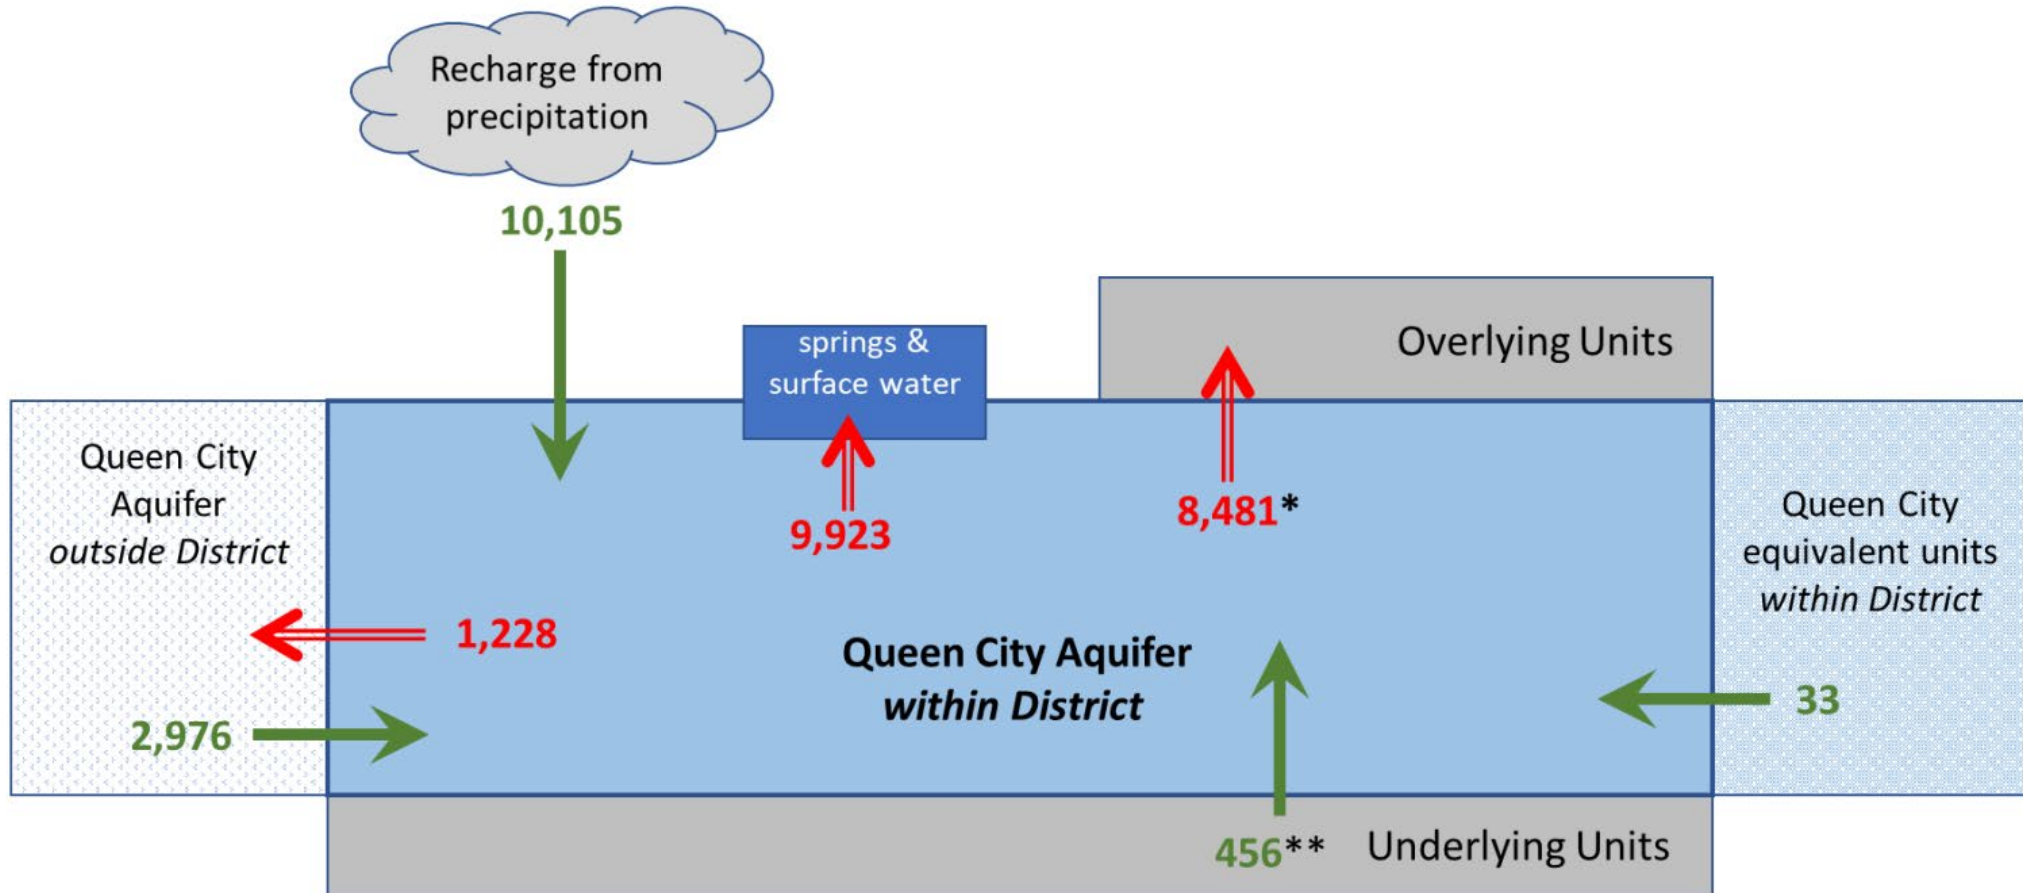 Recharge from
precipitation
10,105
springs &
surface water
Overlying Units
Queen City
Aquifer
outside District
9,923
8,481*
Queen City
equivalent units
within District
1,228
Queen City Aquifer
within District
2,976
33
456**
Underlying Units